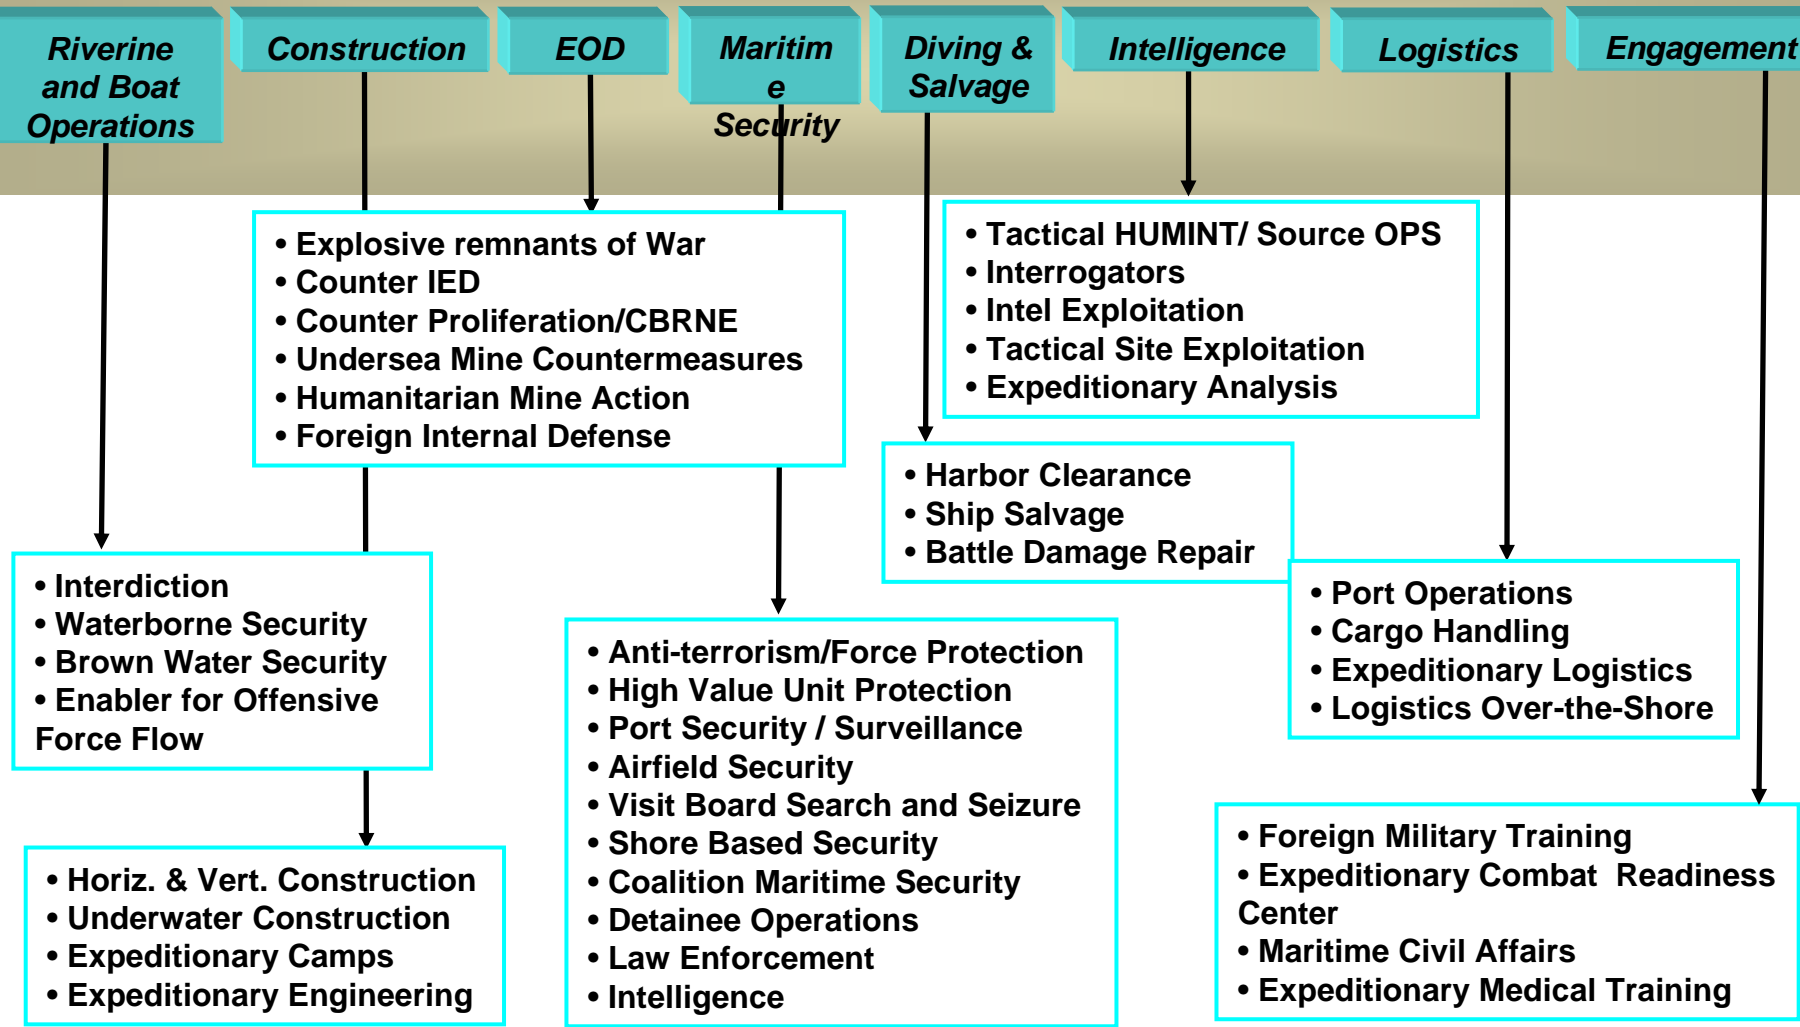 Riverine
and Boat
Operations
Construction
EOD
Maritim
e
Security
Diving &
Salvage
Intelligence
Logistics
Engagement
• Explosive remnants of War
• Counter IED
• Counter Proliferation/CBRNE
• Undersea Mine Countermeasures
• Humanitarian Mine Action
• Foreign Internal Defense
• Tactical HUMINT/ Source OPS
• Interrogators
• Intel Exploitation
• Tactical Site Exploitation
• Expeditionary Analysis
• Harbor Clearance
• Ship Salvage
• Battle Damage Repair
• Interdiction
• Waterborne Security
• Brown Water Security
• Enabler for Offensive
Force Flow
• Port Operations
• Cargo Handling
• Expeditionary Logistics
• Logistics Over-the-Shore
• Anti-terrorism/Force Protection
• High Value Unit Protection
• Port Security / Surveillance
• Airfield Security
• Visit Board Search and Seizure
• Shore Based Security
• Coalition Maritime Security
• Detainee Operations
• Law Enforcement
• Intelligence
• Horiz. & Vert. Construction
• Underwater Construction
• Expeditionary Camps
• Expeditionary Engineering
• Foreign Military Training
• Expeditionary Combat  Readiness
Center
• Maritime Civil Affairs
• Expeditionary Medical Training